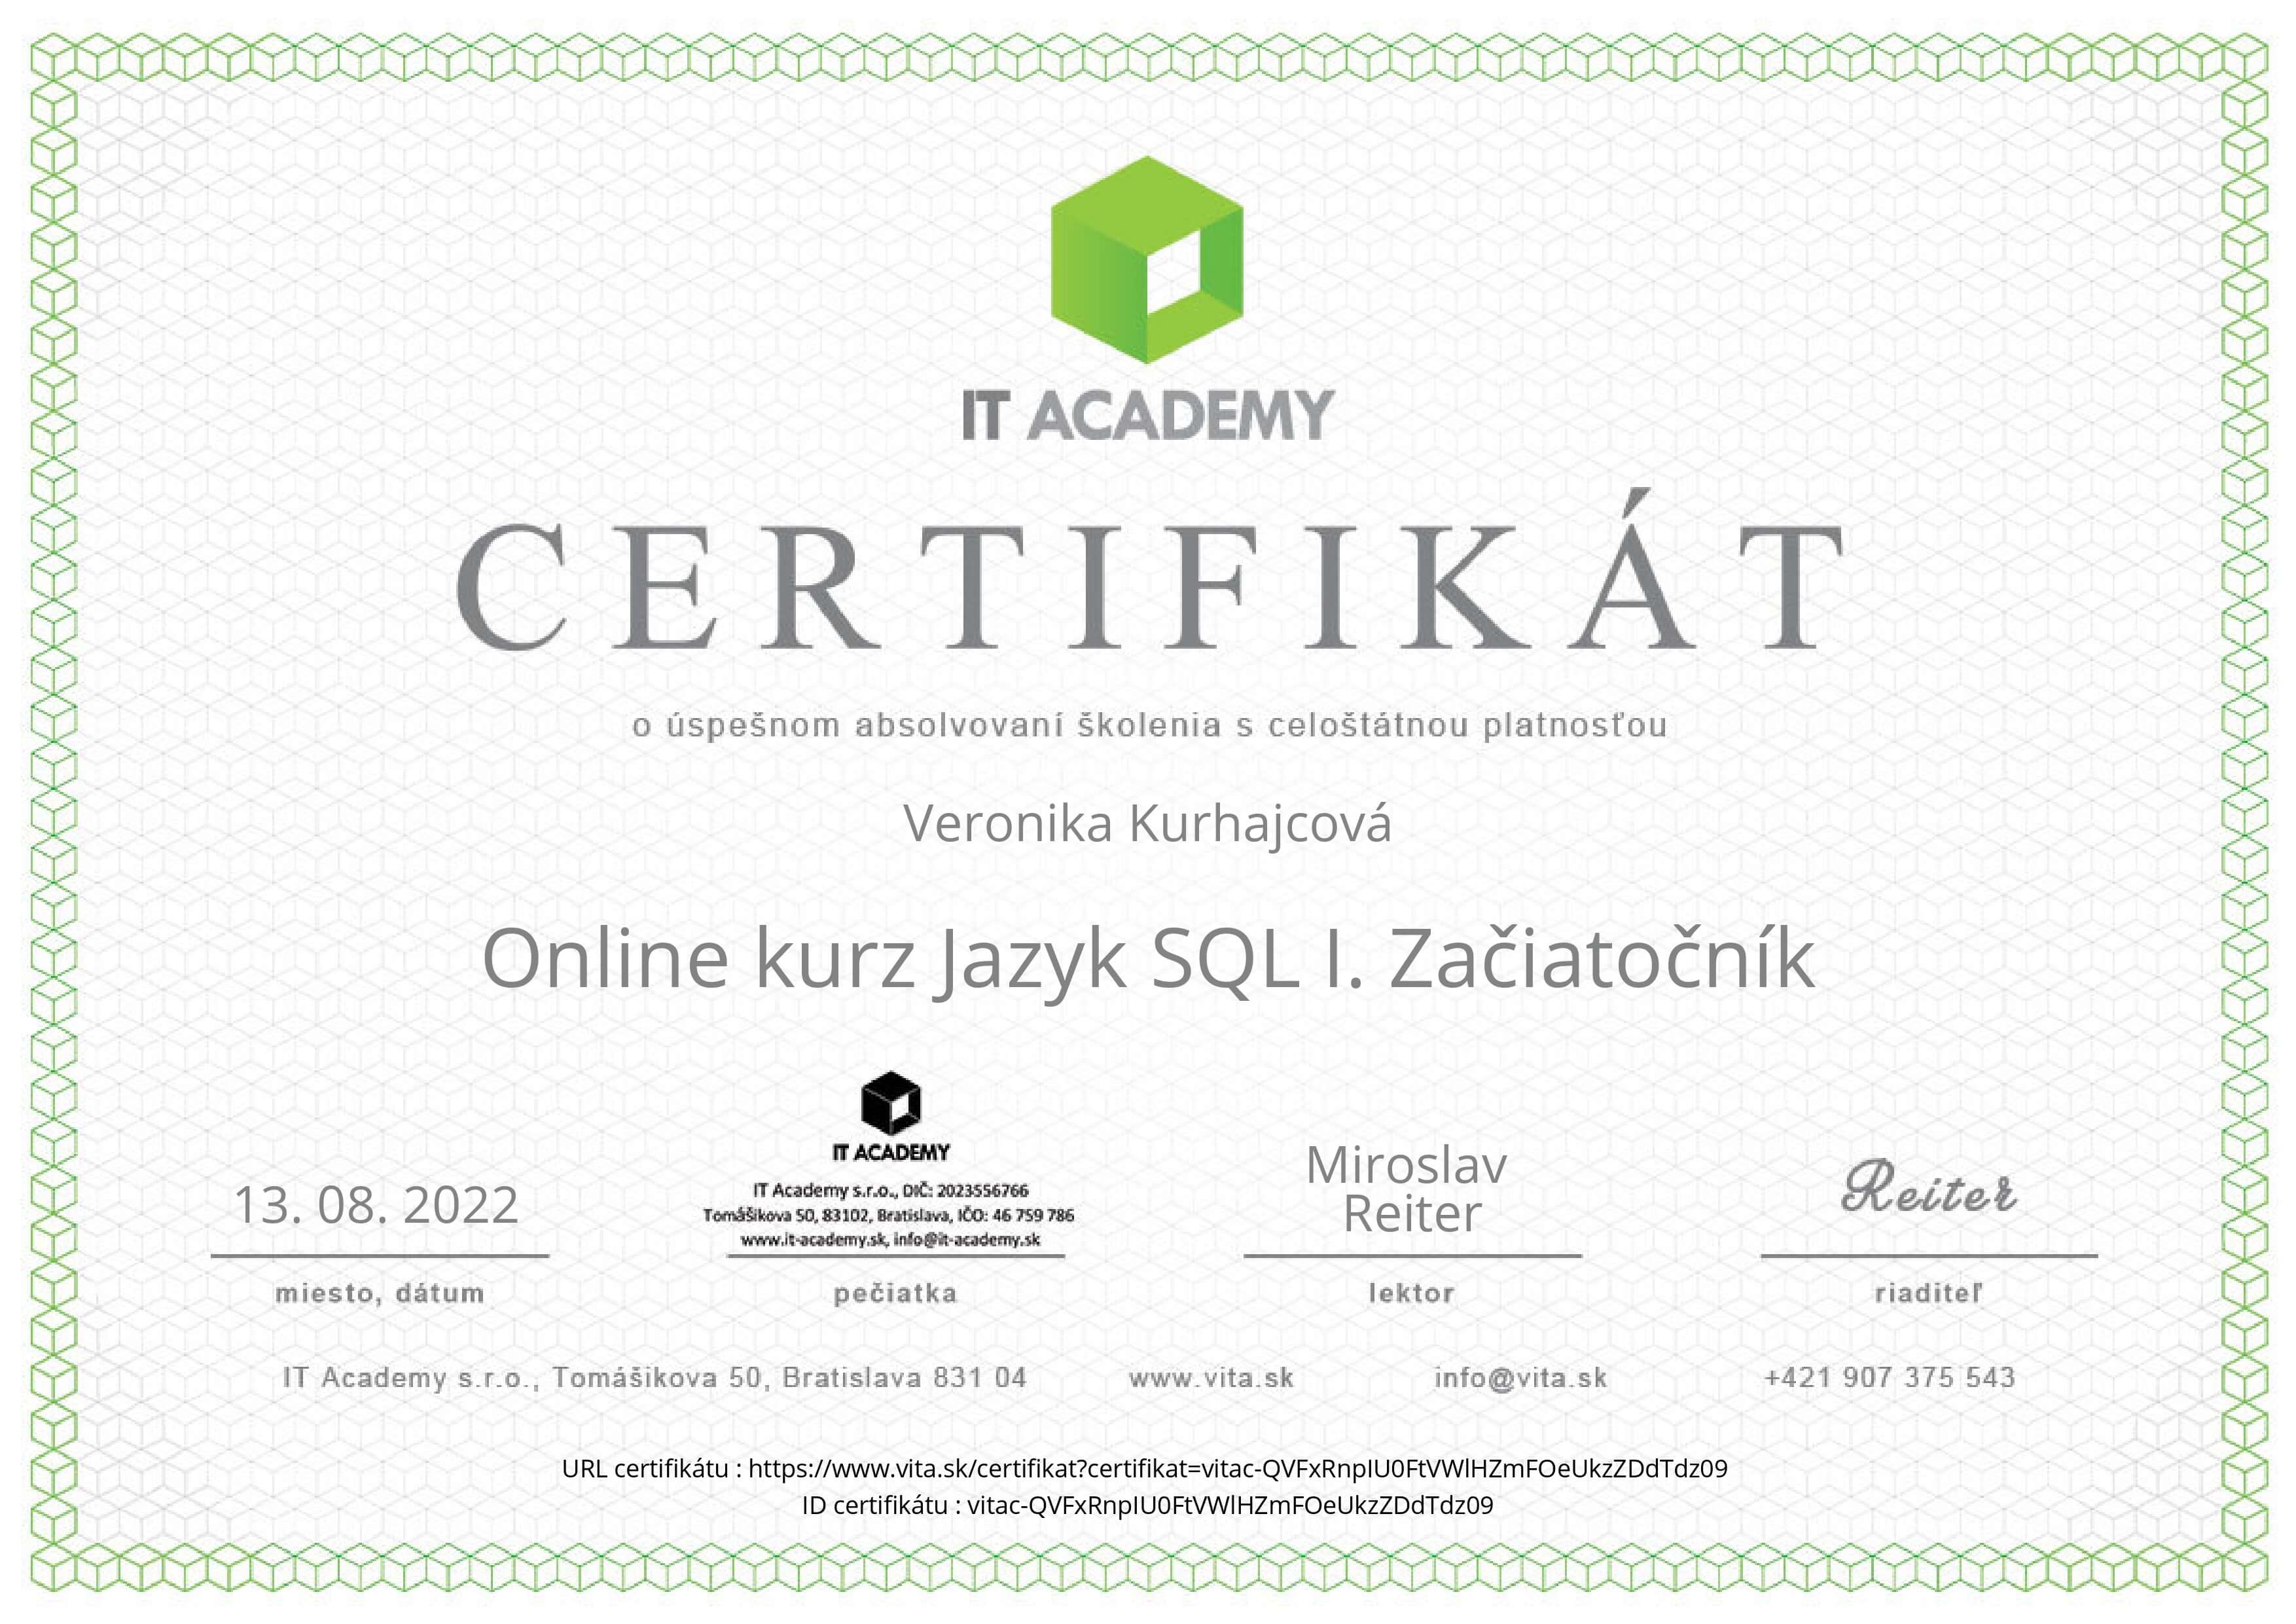 IT ACADEMY
CERTIFIKÁT
o úspešnom absolvovaní školenia s celoštátnou platnosťou
Veronika Kurhajcová
Online kurz Jazyk SQL I. Začiatočník
IT ACADEMY
IT Academy s.r.o., DIČ: 2023556766
Tomášikova 50, 83102, Bratislava, IČO: 46 759 786
www.it-academy.sk, info@it-academy.sk
13. 08. 2022
Miroslav
Reiter
Reiter
miesto, dátum
pečiatka
lektor
riaditeľ
IT Academy s.r.o., Tomášikova 50, Bratislava 831 04 www.vita.sk info@vita.sk +421 907 375 543
URL certifikátu : https://www.vita.sk/certifikat?certifikat=vitac-QVFxRnpIU0FtVWlHZmFOeUkzZDdTdz09
ID certifikátu : vitac-QVFxRnpIU0FtVWlHZmFOeUkzZDdTdz09